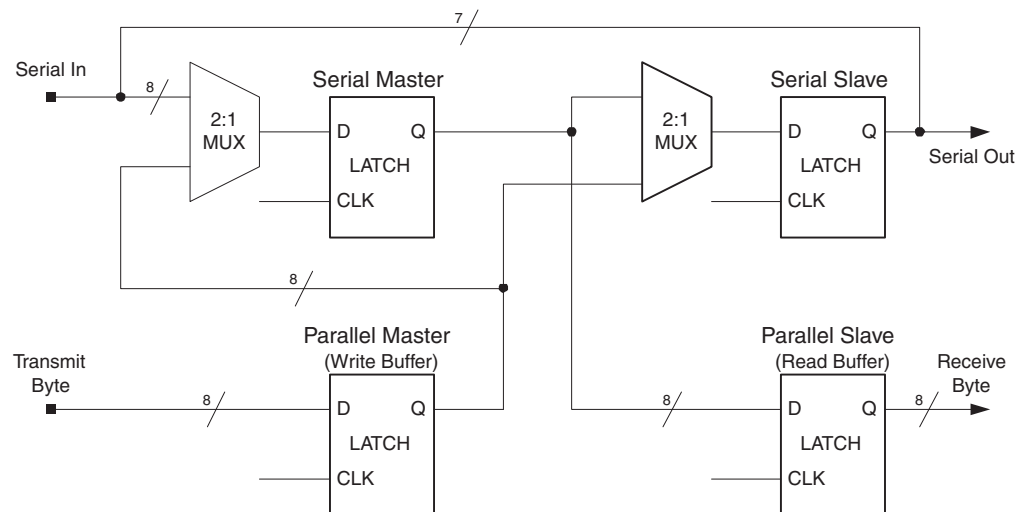 7
Serial In
8
Serial Master
Serial Slave
2:1
MUX
D
Q
LATCH
CLK
2:1
MUX
D
Q
LATCH
CLK
Serial Out
8
Parallel Master
(Write Buffer)
Parallel Slave
(Read Buffer)
Transmit
Byte
8
D
Q
LATCH
CLK
8
D
Q
LATCH
CLK
8
Receive
Byte